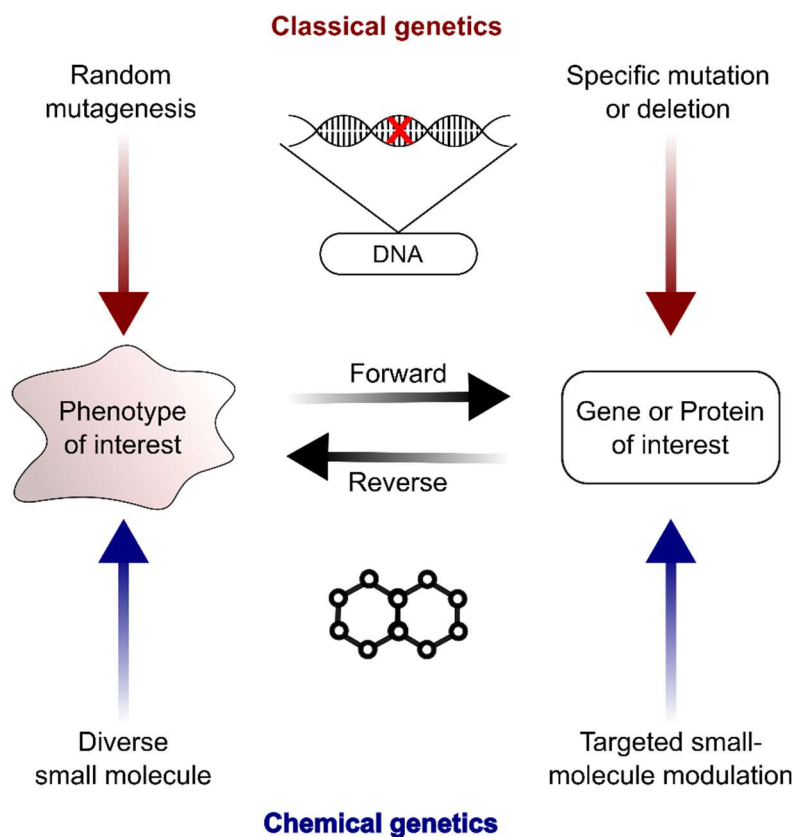 Classical genetics
Random
mutagenesis
Specific mutation
or deletion
DNA
Forward
Phenotype
of interest
Gene or Protein
of interest
Reverse
Diverse
small molecule
Targeted small-
molecule modulation
Chemical genetics